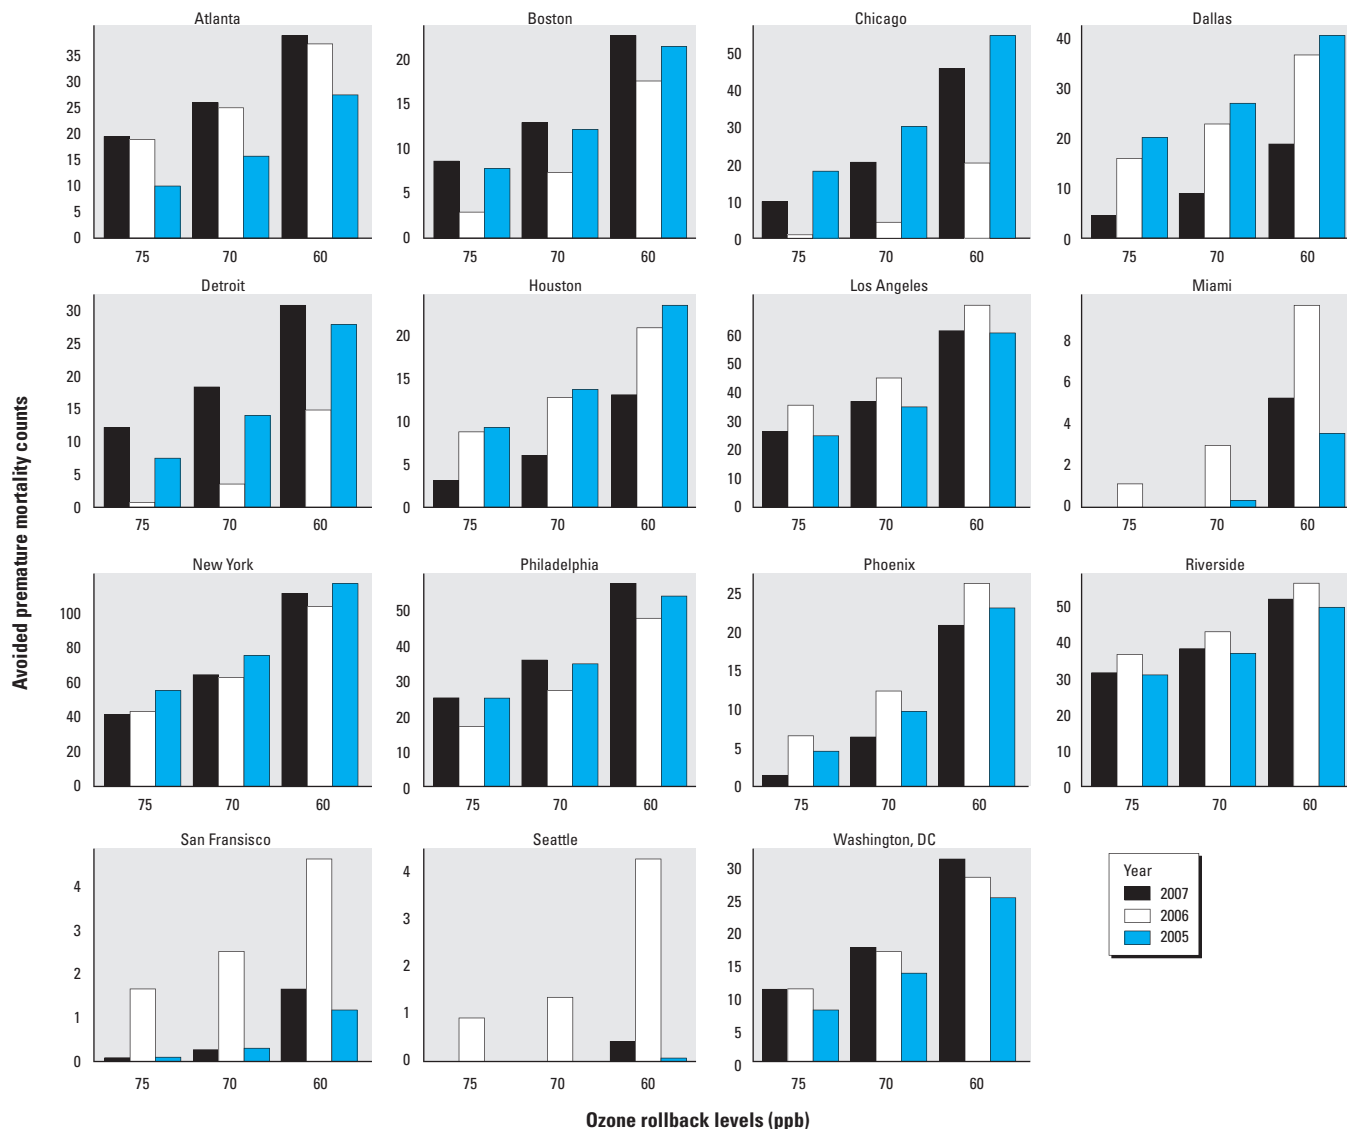 Atlanta
Boston
Chicago
Dallas
35
30
25
20
15
10
5
0
20
15
10
5
0
50
40
30
20
10
0
40
30
20
10
0
75 70 60
75 70 60
75 70 60
75 70 60
Detroit
Houston
Los Angeles
Miami
30
25
20
15
10
5
0
20
15
10
5
0
60
50
40
30
20
10
0
8
6
4
2
0
75 70 60
75 70 60
75 70 60
75 70 60
Avoided premature mortality counts
New York
Philadelphia
Phoenix
Riverside
100
80
60
40
20
0
50
40
30
20
10
0
25
20
15
10
5
0
50
40
30
20
10
0
75 70 60
75 70 60
75 70 60
75 70 60
San Fransisco
Seattle
Washington, DC
4
3
2
1
0
4
3
2
1
0
30
25
20
15
10
5
0
75 70 60
75 70 60
75 70 60
Year
2007
2006
2005
Ozone rollback levels (ppb)